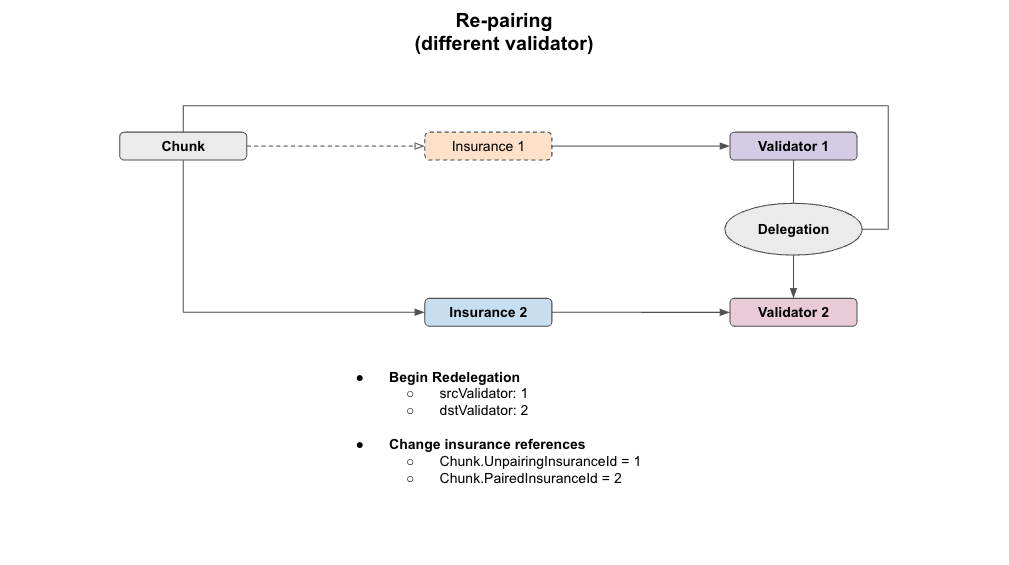 Re-pairing
(different validator)
Chunk
Insurance 1
Validator 1
Delegation
Insurance 2
Validator 2
● Begin Redelegation
○ srcValidator: 1
○ dstValidator: 2
● Change insurance references
○ Chunk.UnpairingInsuranceId = 1
○ Chunk.PairedInsuranceId = 2